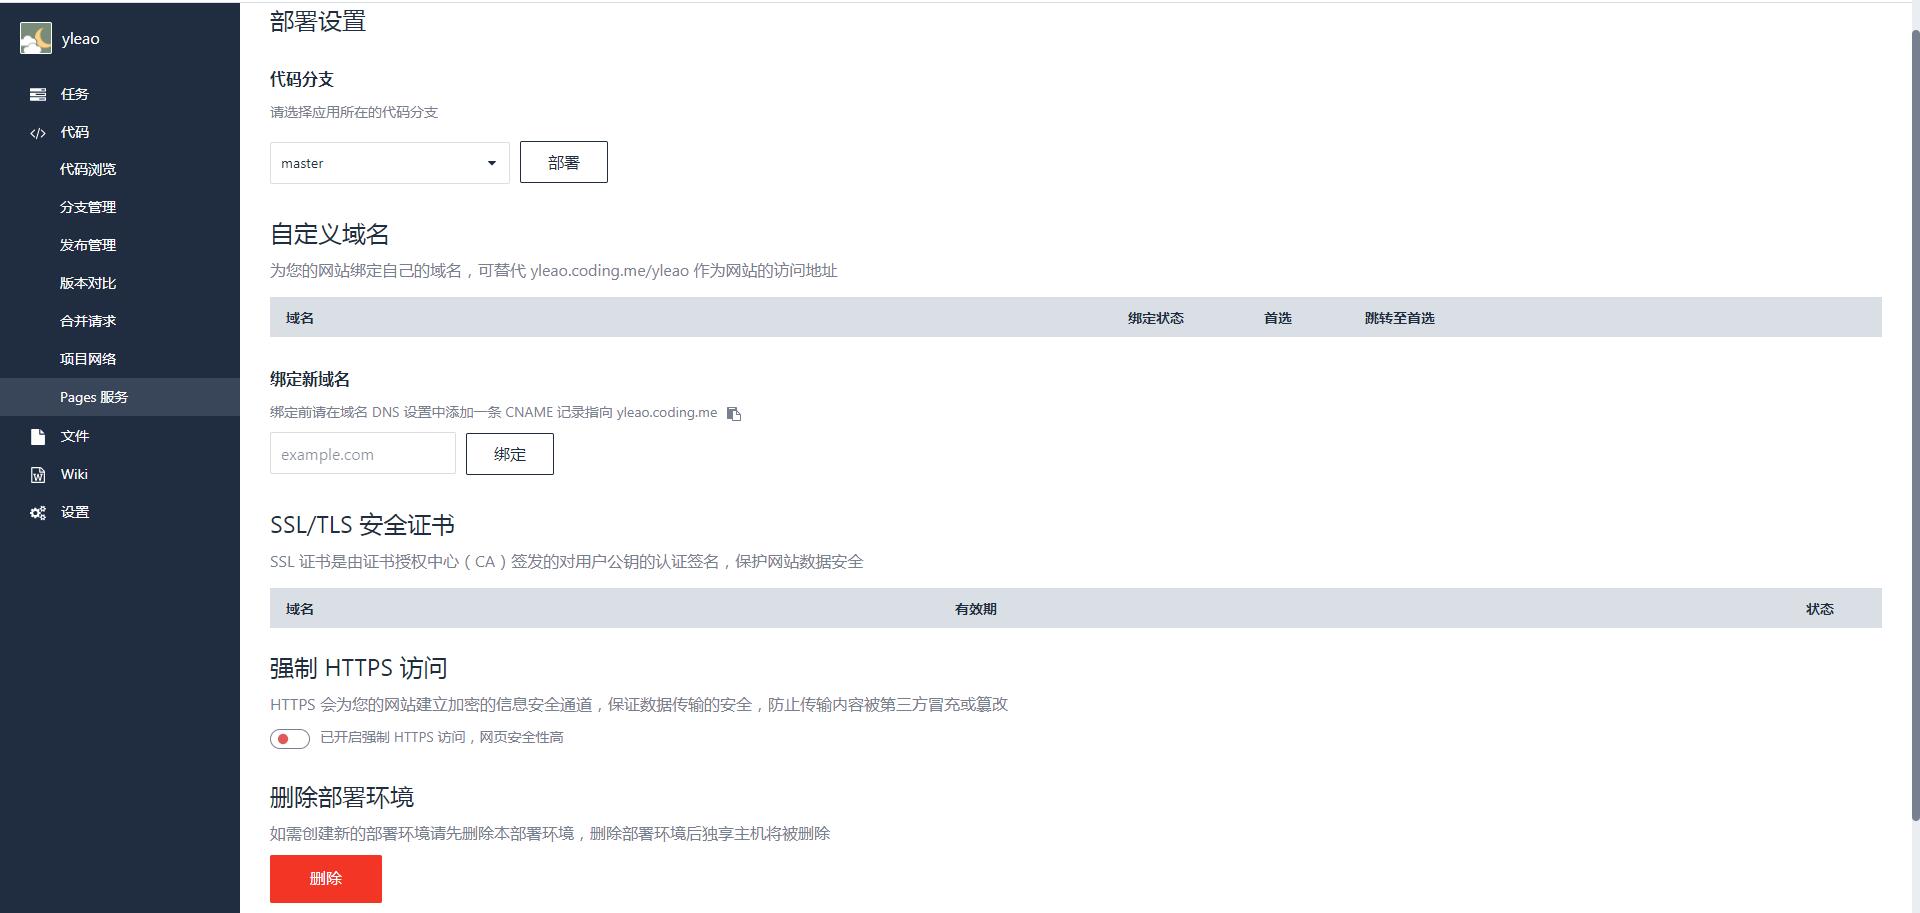 yleao
任务
代码
代码浏览
分支管理
发布管理
版本对比
合并请求
项目网络
Pages 服务
文件
Wiki
设置
部署设置
代码分支
请选择应用所在的代码分支
master 部署
自定义域名
为您的网站绑定自己的域名，可替代 yleao.coding.me/yleao 作为网站的访问地址
域名 绑定状态 首选 跳转至首选
绑定新域名
绑定前请在域名 DNS 设置中添加一条 CNAME 记录指向 yleao.coding.me
example.com 绑定
SSL/TLS 安全证书
SSL 证书是由证书授权中心（CA）签发的对用户公钥的认证签名，保护网站数据安全
域名 有效期 状态
强制 HTTPS 访问
HTTPS 会为您的网站建立加密的信息安全通道，保证数据传输的安全，防止传输内容被第三方冒充或篡改
已开启强制 HTTPS 访问，网页安全性高
删除部署环境
如需创建新的部署环境请先删除本部署环境，删除部署环境后独享主机将被删除
删除